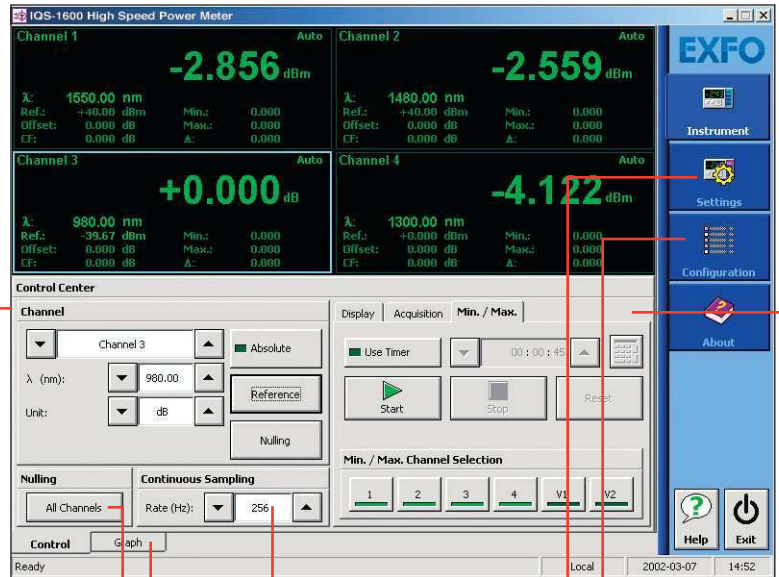 IQS-1600 High Speed Power Meter
Channel 1 Auto
-2.856 dBm
λ: 1550.00 nm
Ref.: +40.00 dBm Min.: 0.000
Offset: 0.000 dB Max.: 0.000
CF: 0.000 dB Δ: 0.000
Channel 2 Auto
-2.559 dBm
λ: 1480.00 nm
Ref.: +40.00 dBm Min.: 0.000
Offset: 0.000 dB Max.: 0.000
CF: 0.000 dB Δ: 0.000
Channel 3 Auto
+0.000 dB
λ: 980.00 nm
Ref.: -39.67 dBm Min.: 0.000
Offset: 0.000 dB Max.: 0.000
CF: 0.000 dB Δ: 0.000
Channel 4 Auto
-4.122 dBm
λ: 1300.00 nm
Ref.: +0.000 dBm Min.: 0.000
Offset: 0.000 dB Max.: 0.000
CF: 0.000 dB Δ: 0.000
EXFO
Instrument
Settings
Configuration
About
Control Center
Channel
Channel 3
Absolute
λ (nm): 980.00
Reference
Unit: dB
Nulling
Nulling
All Channels
Continuous Sampling
Rate (Hz): 256
Display Acquisition Min. / Max.
Use Timer 00 : 00 : 45
Start Stop Reset
Min. / Max. Channel Selection
1 2 3 4 V1 V2
Help Exit
Control Graph
Ready Local 2002-03-07 14:52